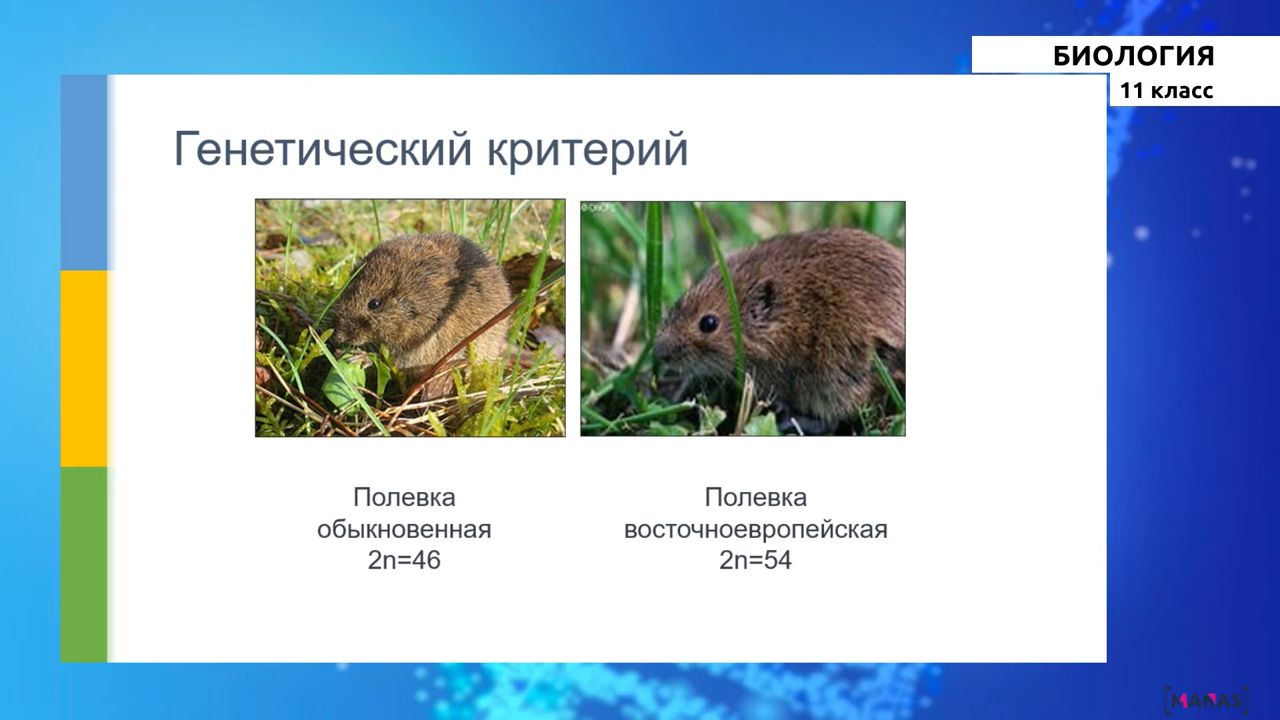 БИОЛОГИЯ
11 класс
Генетический критерий
Полевка
обыкновенная
2n=46
Полевка
восточноевропейская
2n=54
MANAS